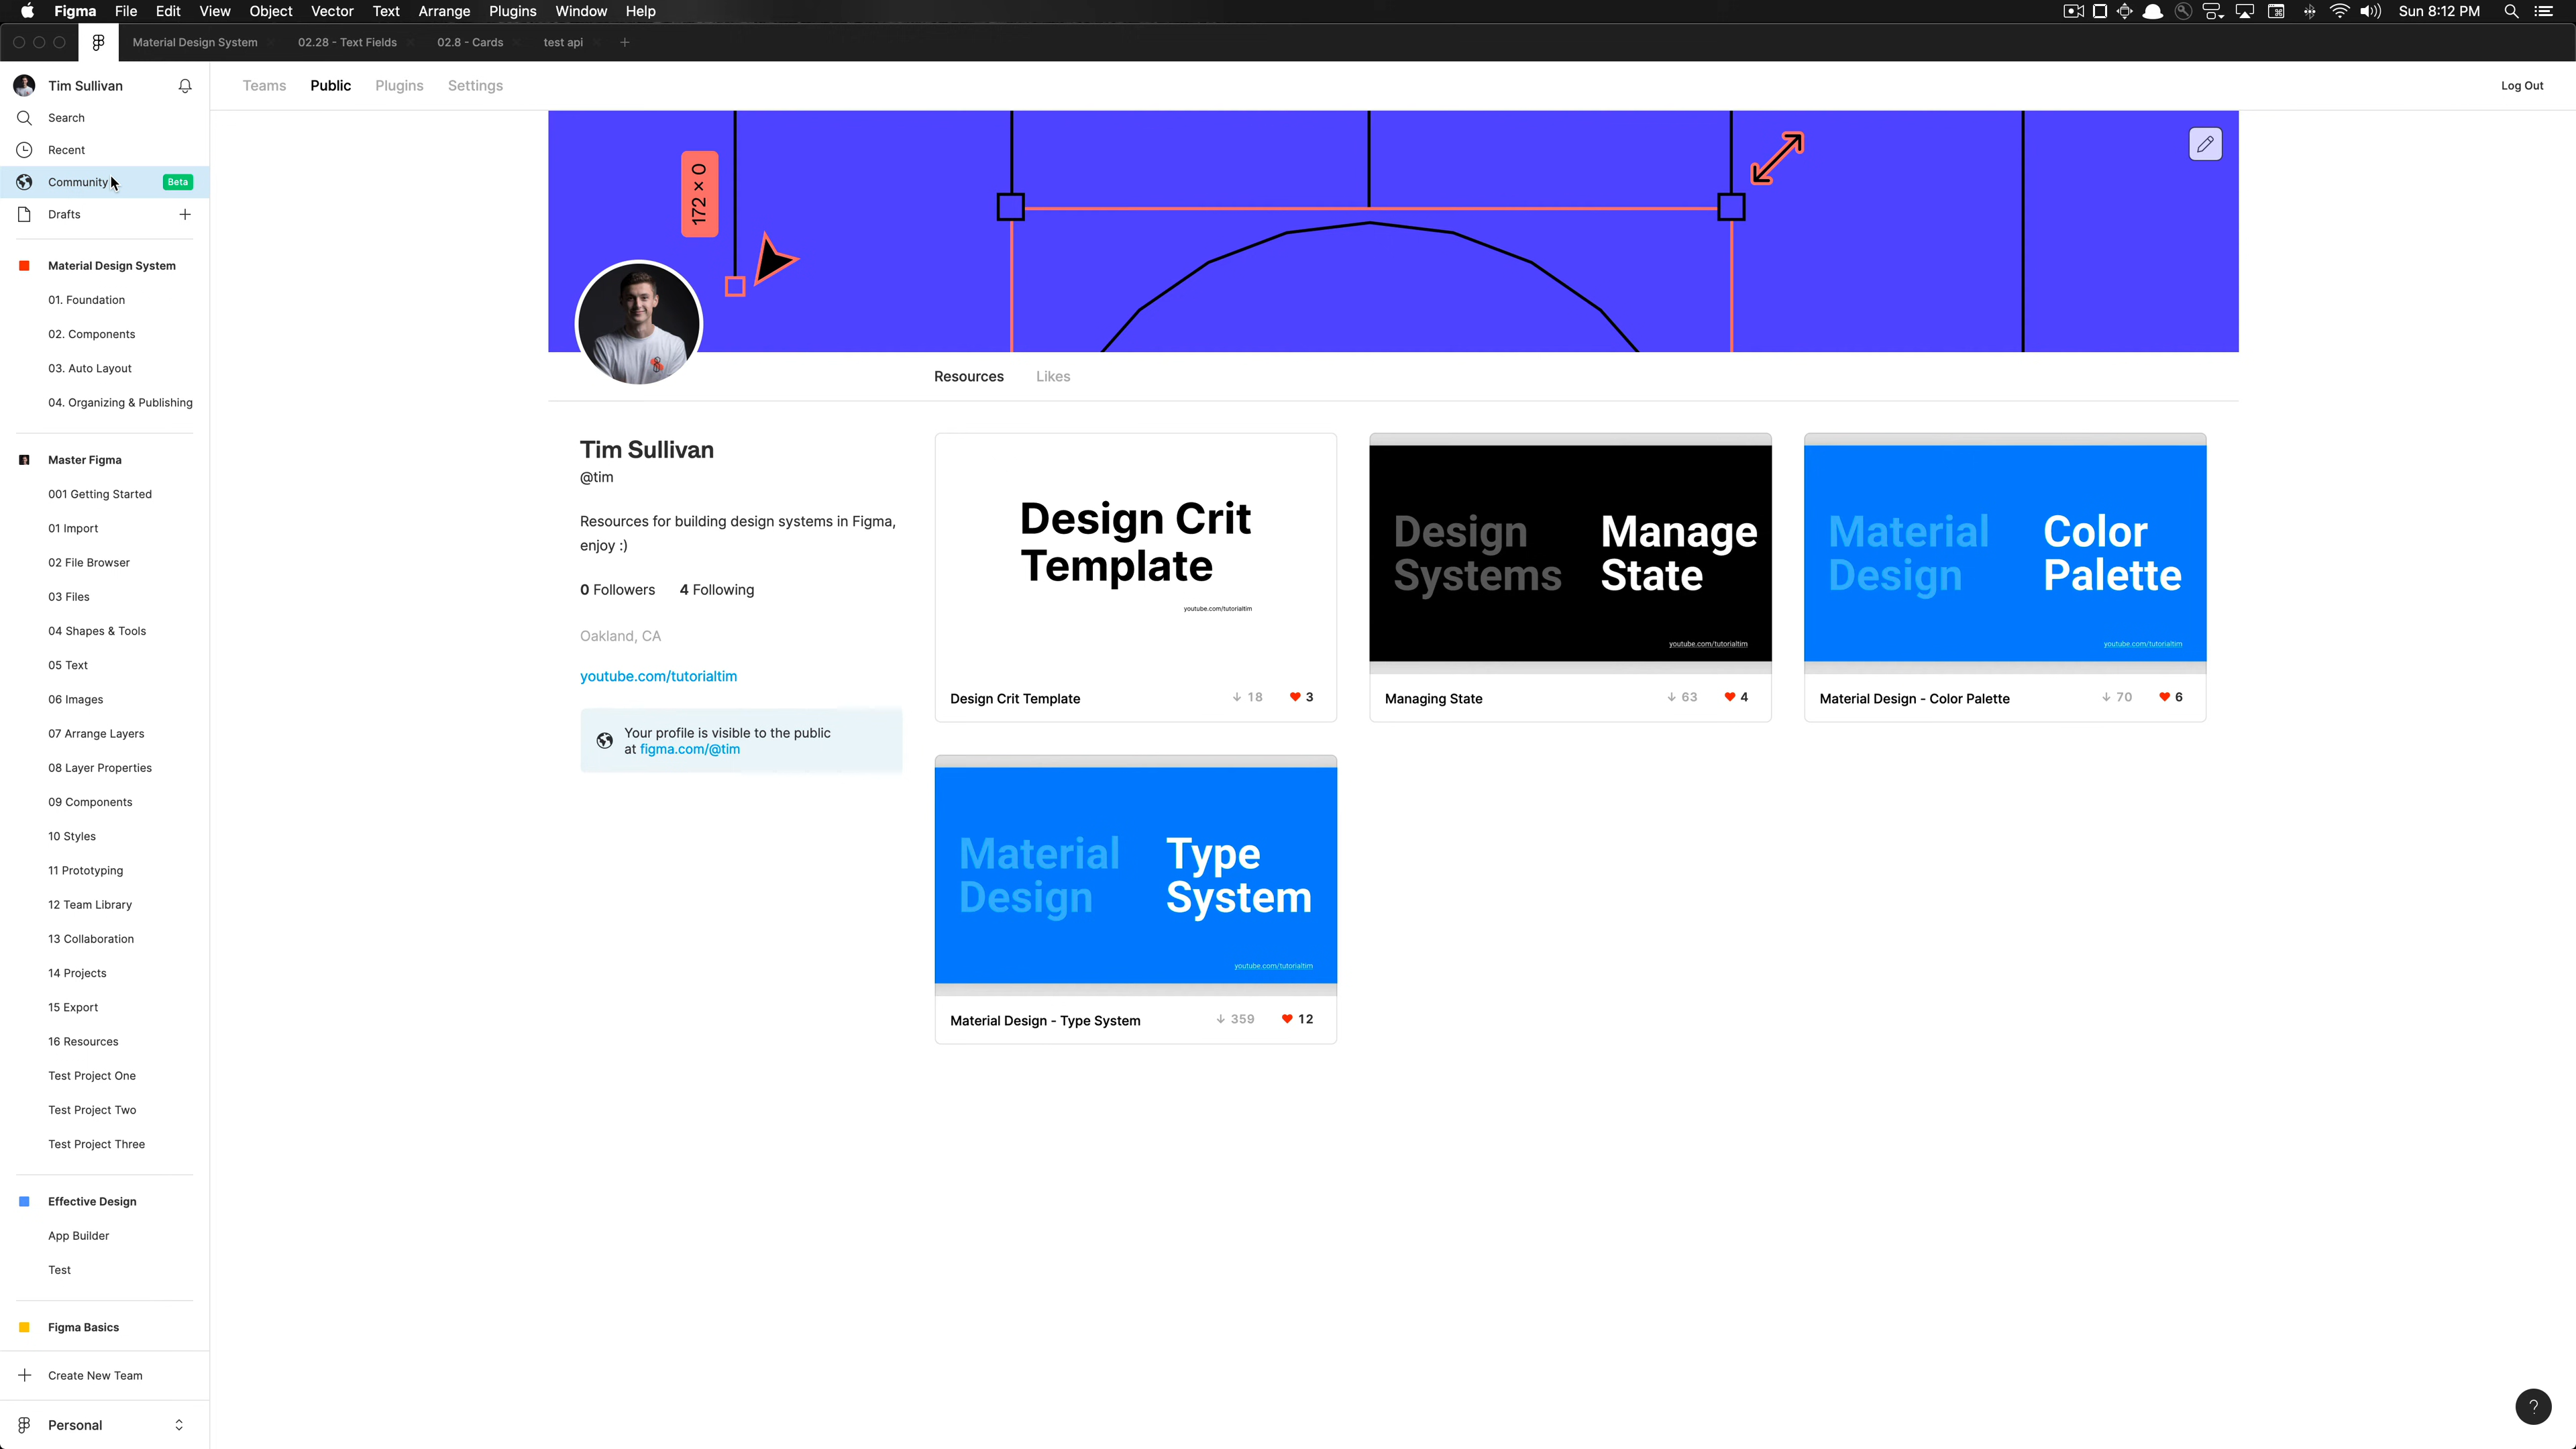 Figma File Edit View Object Vector Text Arrange Plugins Window Help
Sun 8:12 PM
Material Design System
02.28 - Text Fields
02.8 - Cards
test api
Tim Sullivan
Search
Recent
Community
Beta
Drafts
Material Design System
01. Foundation
02. Components
03. Auto Layout
04. Organizing & Publishing
Master Figma
001 Getting Started
01 Import
02 File Browser
03 Files
04 Shapes & Tools
05 Text
06 Images
07 Arrange Layers
08 Layer Properties
09 Components
10 Styles
11 Prototyping
12 Team Library
13 Collaboration
14 Projects
15 Export
16 Resources
Test Project One
Test Project Two
Test Project Three
Effective Design
App Builder
Test
Figma Basics
Create New Team
Personal
Teams Public Plugins Settings
Log Out
172 × 0
Resources Likes
Tim Sullivan
@tim
Resources for building design systems in Figma,
enjoy :)
0 Followers 4 Following
Oakland, CA
youtube.com/tutorialtim
Your profile is visible to the public
at figma.com/@tim
Design Crit
Template
youtube.com/tutorialtim
Design Crit Template
18
3
Design
Systems
Manage
State
youtube.com/tutorialtim
Managing State
63
4
Material
Design
Color
Palette
youtube.com/tutorialtim
Material Design - Color Palette
70
6
Material
Design
Type
System
youtube.com/tutorialtim
Material Design - Type System
359
12
?